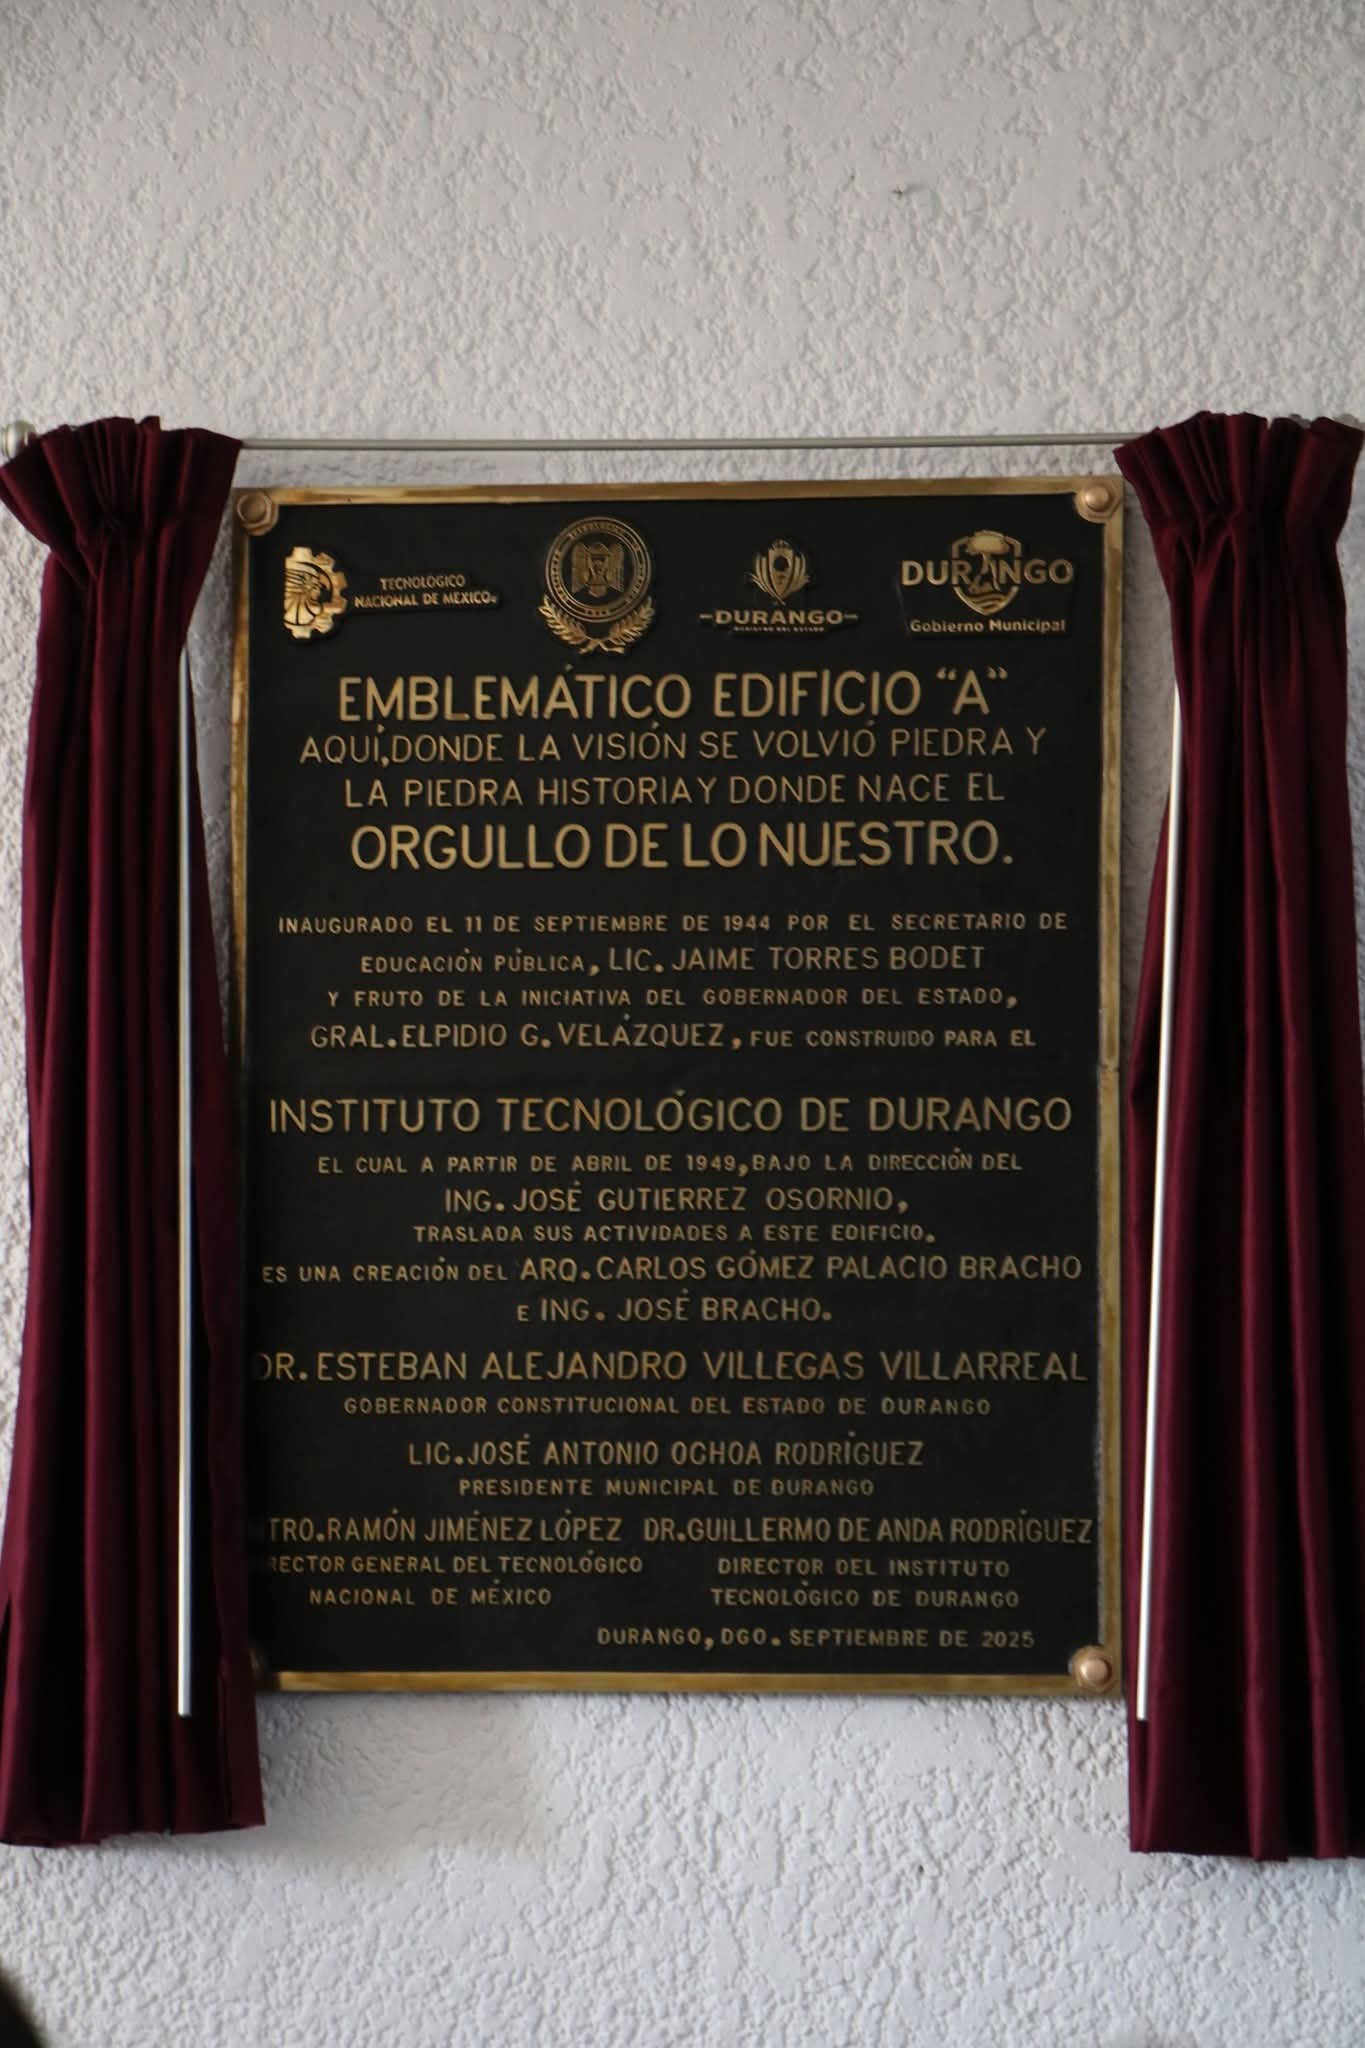 TECNOLÓGICO
NACIONAL DE MÉXICO®
DURANGO
GOBIERNO DEL ESTADO
DURANGO
Gobierno Municipal
EMBLEMÁTICO EDIFICIO "A"
AQUÍ,DONDE LA VISIÓN SE VOLVIÓ PIEDRA Y
LA PIEDRA HISTORIA Y DONDE NACE EL
ORGULLO DE LO NUESTRO.
INAUGURADO EL 11 DE SEPTIEMBRE DE 1944 POR EL SECRETARIO DE
EDUCACIÓN PÚBLICA, LIC. JAIME TORRES BODET
Y FRUTO DE LA INICIATIVA DEL GOBERNADOR DEL ESTADO,
GRAL.ELPIDIO G. VELÁZQUEZ, FUE CONSTRUIDO PARA EL
INSTITUTO TECNOLÓGICO DE DURANGO
EL CUAL A PARTIR DE ABRIL DE 1949,BAJO LA DIRECCIÓN DEL
ING. JOSÉ GUTIERREZ OSORNIO,
TRASLADA SUS ACTIVIDADES A ESTE EDIFICIO.
ES UNA CREACIÓN DEL ARQ. CARLOS GÓMEZ PALACIO BRACHO
E ING. JOSÉ BRACHO.
DR. ESTEBAN ALEJANDRO VILLEGAS VILLARREAL
GOBERNADOR CONSTITUCIONAL DEL ESTADO DE DURANGO
LIC. JOSÉ ANTONIO OCHOA RODRÍGUEZ
PRESIDENTE MUNICIPAL DE DURANGO
MTRO. RAMÓN JIMÉNEZ LÓPEZ DR. GUILLERMO DE ANDA RODRÍGUEZ
DIRECTOR GENERAL DEL TECNOLÓGICO DIRECTOR DEL INSTITUTO
NACIONAL DE MÉXICO TECNOLÓGICO DE DURANGO
DURANGO, DGO. SEPTIEMBRE DE 2025